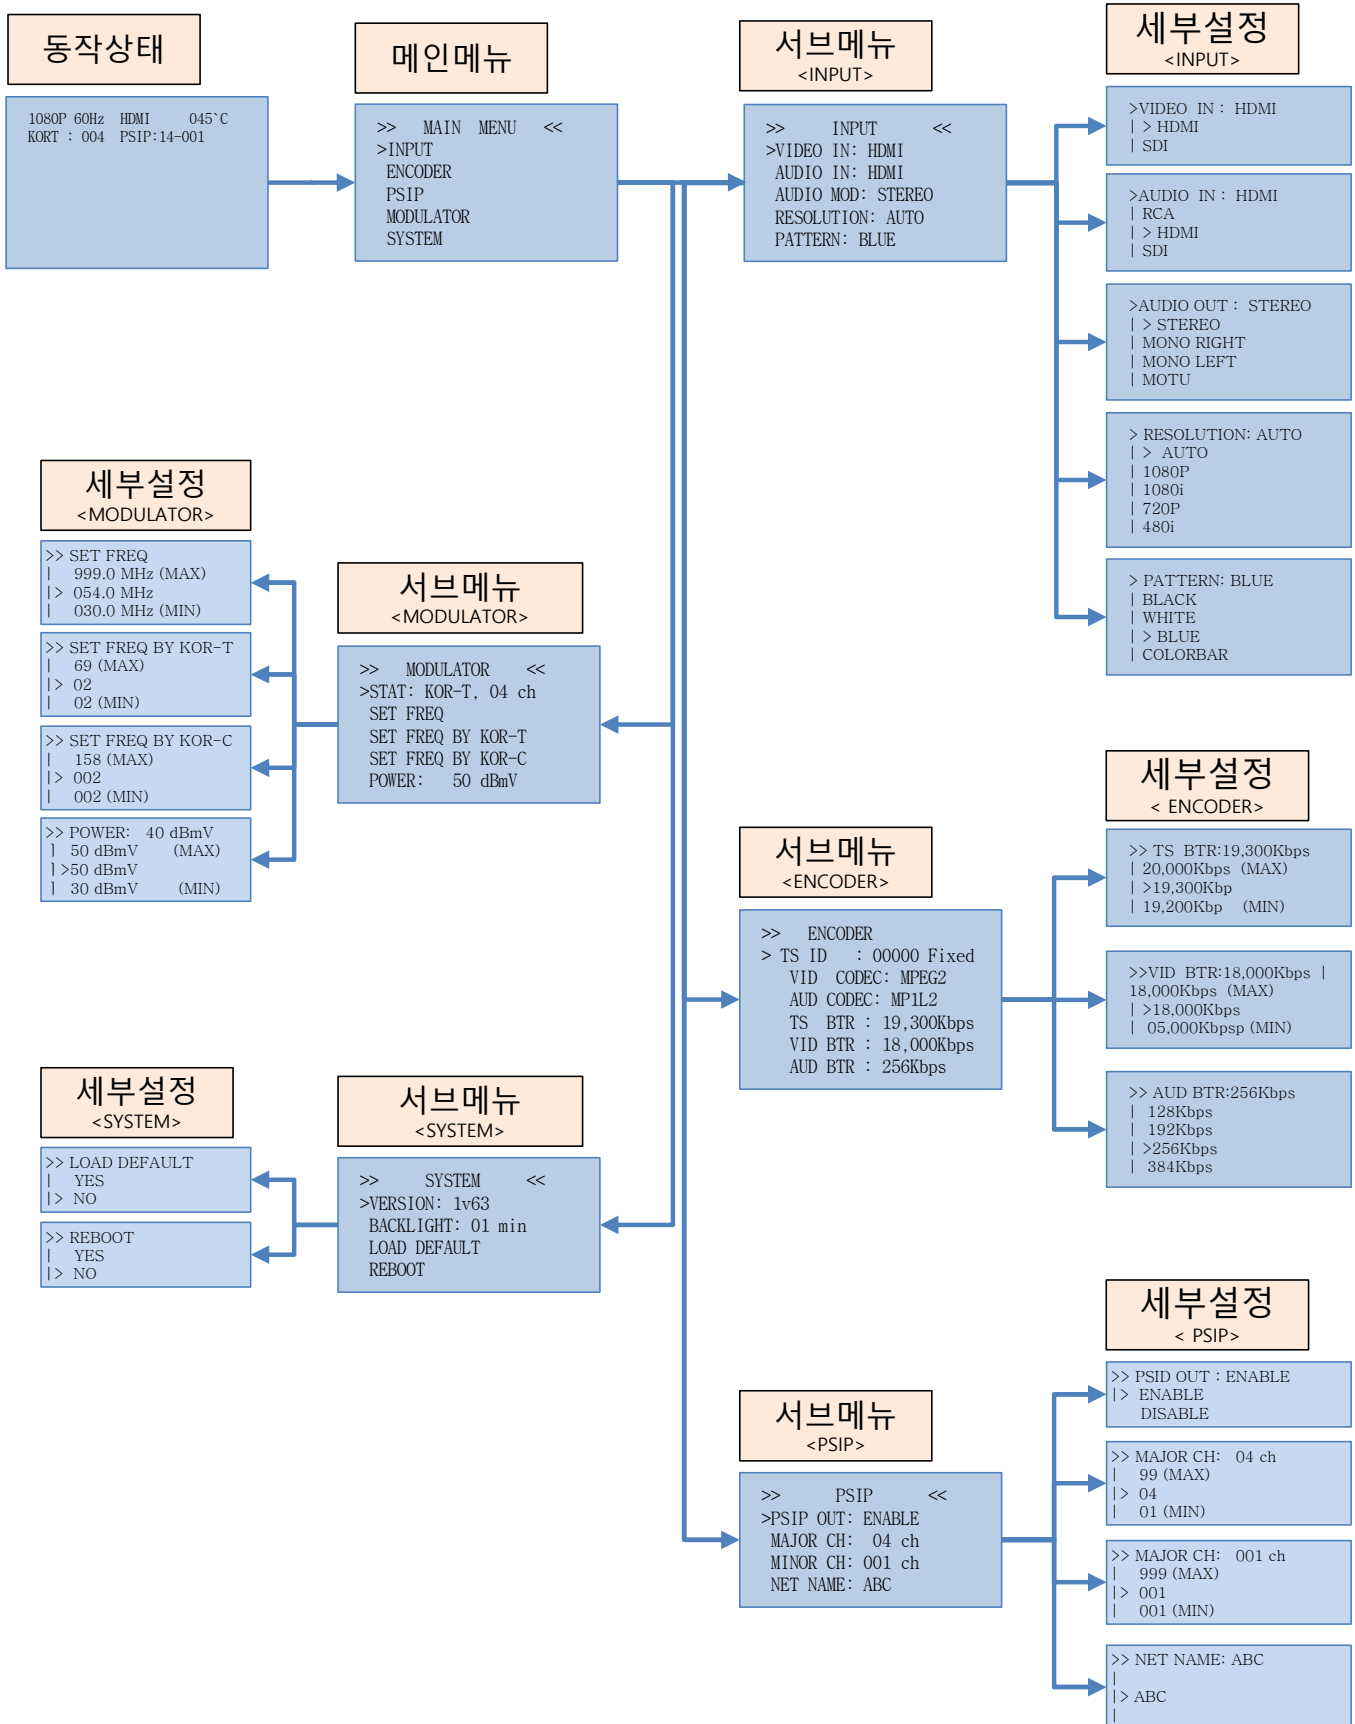 동작상태
1080P 60Hz  HDMI     045`C
KORT : 004  PSIP:14-001
메인메뉴
>>   MAIN  MENU   <<
>INPUT
ENCODER
PSIP
MODULATOR
SYSTEM
서브메뉴
<INPUT>
>>     INPUT     <<
>VIDEO IN: HDMI
AUDIO IN: HDMI
AUDIO MOD: STEREO
RESOLUTION: AUTO
PATTERN: BLUE
세부설정
<INPUT>
>VIDEO  IN :  HDMI
| > HDMI
| SDI
>AUDIO  IN :  HDMI
| RCA
| > HDMI
| SDI
>AUDIO OUT :  STEREO
| > STEREO
| MONO RIGHT
| MONO LEFT
| MOTU
> RESOLUTION: AUTO
| >  AUTO
| 1080P
| 1080i
| 720P
| 480i
> PATTERN: BLUE
| BLACK
| WHITE
| > BLUE
| COLORBAR
세부설정
<MODULATOR>
>> SET FREQ
|    999.0 MHz (MAX)
|>  054.0 MHz
|    030.0 MHz (MIN)
>> SET FREQ BY KOR-T
|    69 (MAX)
|>  02
|    02 (MIN)
>> SET FREQ BY KOR-C
|    158 (MAX)
|>  002
|    002 (MIN)
>> POWER:   40 dBmV
]   50 dBmV      (MAX)
] >50 dBmV
]   30 dBmV       (MIN)
서브메뉴
<MODULATOR>
>>   MODULATOR    <<
>STAT: KOR-T, 04 ch
SET FREQ
SET FREQ BY KOR-T
SET FREQ BY KOR-C
POWER:   50 dBmV
서브메뉴
<ENCODER>
>>   ENCODER
> TS ID   : 00000 Fixed
VID  CODEC: MPEG2
AUD CODEC: MP1L2
TS  BTR : 19,300Kbps
VID BTR : 18,000Kbps
AUD BTR : 256Kbps
세부설정
< ENCODER>
>> TS  BTR:19,300Kbps
| 20,000Kbps  (MAX)
| >19,300Kbp
| 19,200Kbp    (MIN)
>>VID  BTR:18,000Kbps  |
18,000Kbps  (MAX)
| >18,000Kbps
|  05,000Kbpsp (MIN)
>> AUD BTR:256Kbps
|  128Kbps
|  192Kbps
| >256Kbps
|  384Kbps
세부설정
<SYSTEM>
>> LOAD DEFAULT
|    YES
|>  NO
>> REBOOT
|    YES
|>  NO
서브메뉴
<SYSTEM>
>>     SYSTEM     <<
>VERSION: 1v63
BACKLIGHT: 01 min
LOAD DEFAULT
REBOOT
서브메뉴
<PSIP>
>>      PSIP      <<
>PSIP OUT: ENABLE
MAJOR CH:  04 ch
MINOR CH: 001 ch
NET NAME: ABC
세부설정
< PSIP>
>> PSID OUT : ENABLE
|>  ENABLE
DISABLE
>> MAJOR CH:   04 ch
|    99 (MAX)
|>  04
|    01 (MIN)
>> MAJOR CH:   001 ch
|    999 (MAX)
|>  001
|    001 (MIN)
>> NET NAME: ABC
|
|> ABC
|